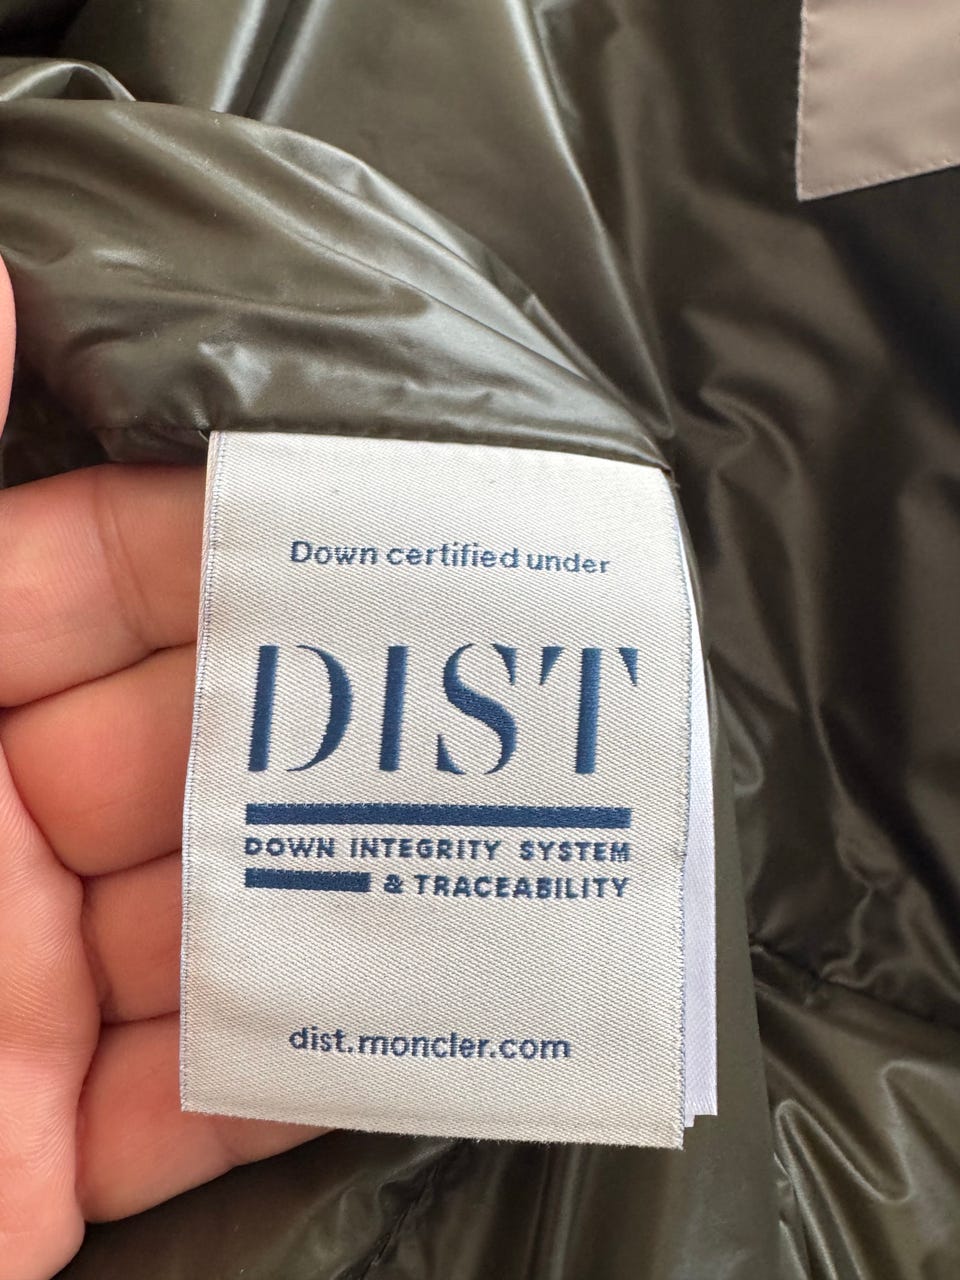 Down certified under
DIST
DOWN INTEGRITY SYSTEM
& TRACEABILITY
dist.moncler.com